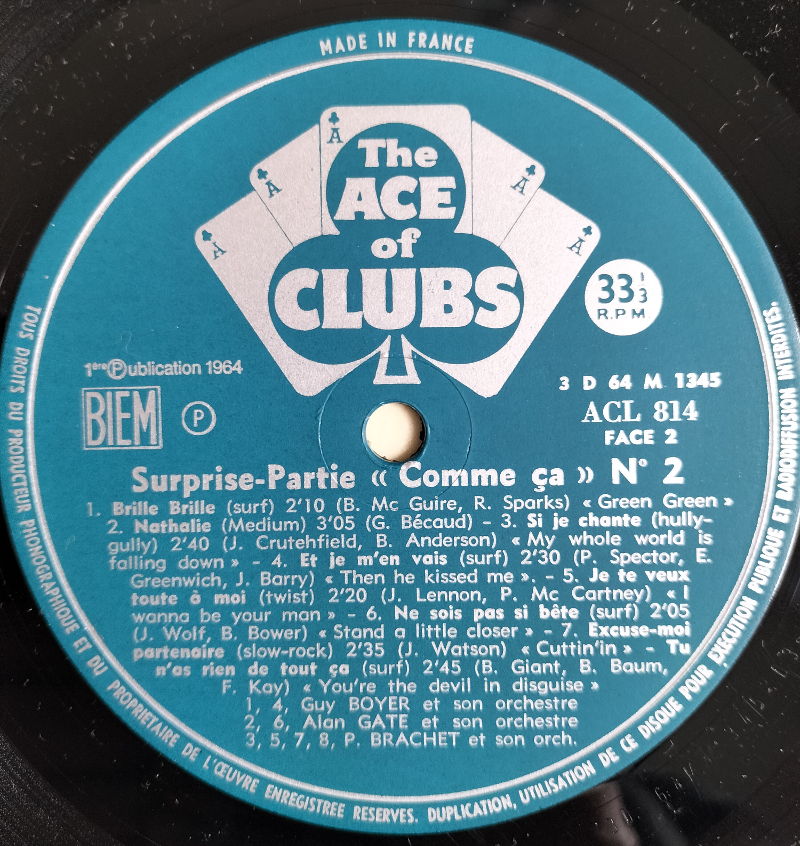 MADE IN FRANCE
A
A
A
A
A
The
ACE
of
CLUBS
33 1/3
R.P.M
1ère Ⓟublication 1964
BIEM
P
3 D 64 M 1345
ACL 814
FACE 2
Surprise-Partie « Comme ça » N° 2
1. Brille Brille (surf) 2'10 (B. Mc Guire, R. Sparks) « Green Green »
2. Nathalie (Medium) 3'05 (G. Bécaud) - 3. Si je chante (hully-
gully) 2'40 (J. Crutehfield, B. Anderson) « My whole world is
falling down » - 4. Et je m'en vais (surf) 2'30 (P. Spector, E.
Greenwich, J. Barry) « Then he kissed me ». - 5. Je te veux
toute à moi (twist) 2'20 (J. Lennon, P. Mc Cartney) « I
wanna be your man » - 6. Ne sois pas si bête (surf) 2'05
(J. Wolf, B. Bower) « Stand a little closer » - 7. Excuse-moi
partenaire (slow-rock) 2'35 (J. Watson) « Cuttin'in » - Tu
n'as rien de tout ça (surf) 2'45 (B. Giant, B. Baum,
F. Kay) « You're the devil in disguise »
1, 4, Guy BOYER et son orchestre
2, 6, Alan GATE et son orchestre
3, 5, 7, 8, P. BRACHET et son orch.
TOUS DROITS DU PRODUCTEUR PHONOGRAPHIQUE ET DU PROPRIETAIRE DE L'ŒUVRE ENREGISTREE RESERVES. DUPLICATION, UTILISATION DE CE DISQUE POUR EXECUTION PUBLIQUE ET RADIODIFFUSION INTERDITES.